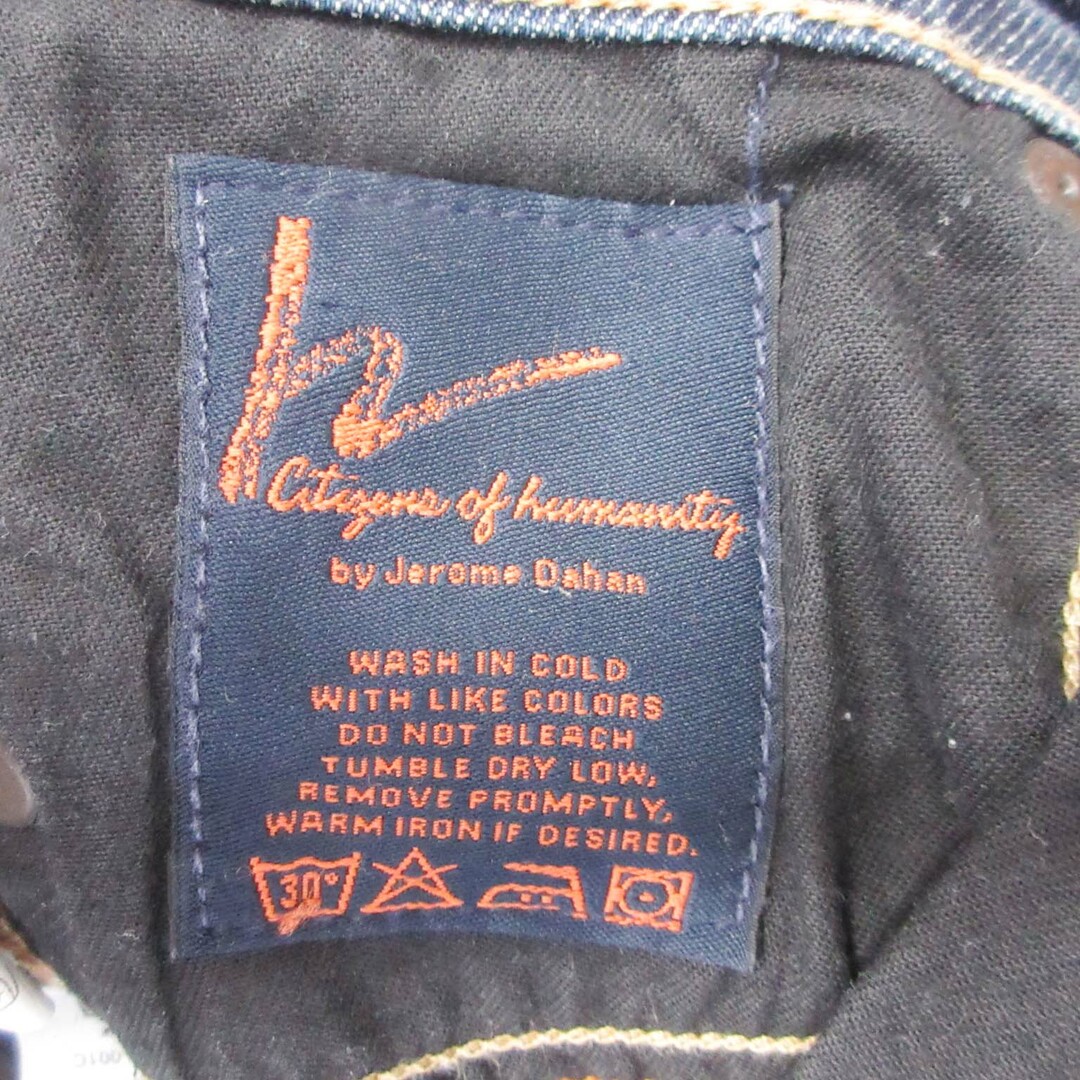 h
Citizens of humanity
by Jerome Dahan
WASH IN COLD
WITH LIKE COLORS
DO NOT BLEACH
TUMBLE DRY LOW,
REMOVE PROMPTLY,
WARM IRON IF DESIRED.
30°